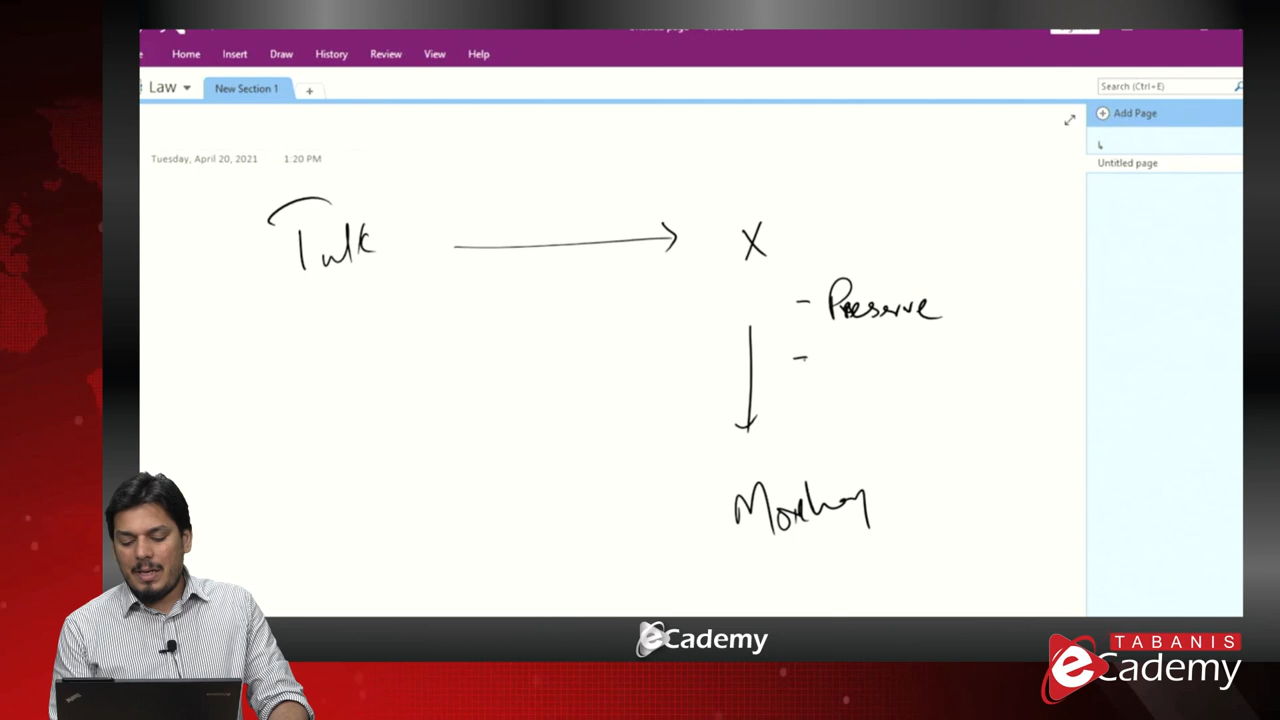 Home Insert Draw History Review View Help
Law New Section 1 +
Search (Ctrl+E)
Add Page
Untitled page
Tuesday, April 20, 2021 1:20 PM
Tulk X
- Preserve
-
Moxhay
eCademy
TABANIS
eCademy